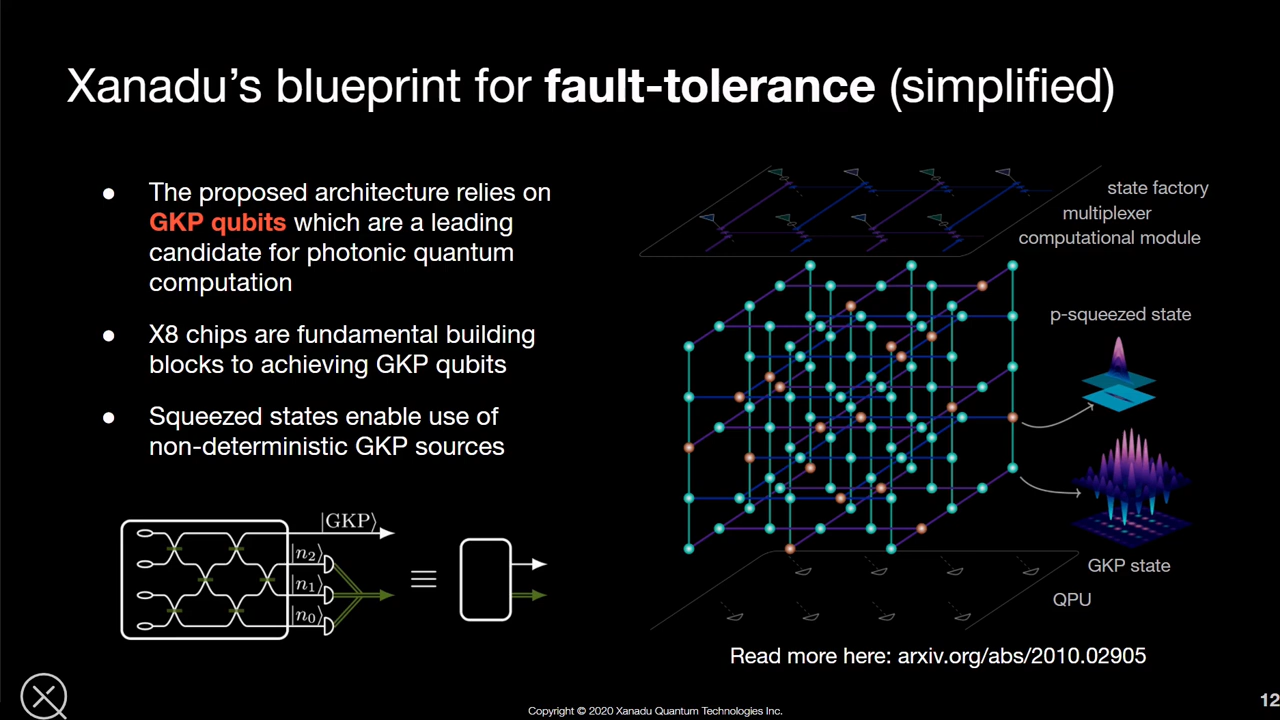 Xanadu’s blueprint for fault-tolerance (simplified)
● The proposed architecture relies on
GKP qubits which are a leading
candidate for photonic quantum
computation
● X8 chips are fundamental building
blocks to achieving GKP qubits
● Squeezed states enable use of
non-deterministic GKP sources
|GKP⟩
|n₂⟩
|n₁⟩
|n₀⟩
≡
state factory
multiplexer
computational module
p-squeezed state
GKP state
QPU
Read more here: arxiv.org/abs/2010.02905
Copyright © 2020 Xanadu Quantum Technologies Inc.
12